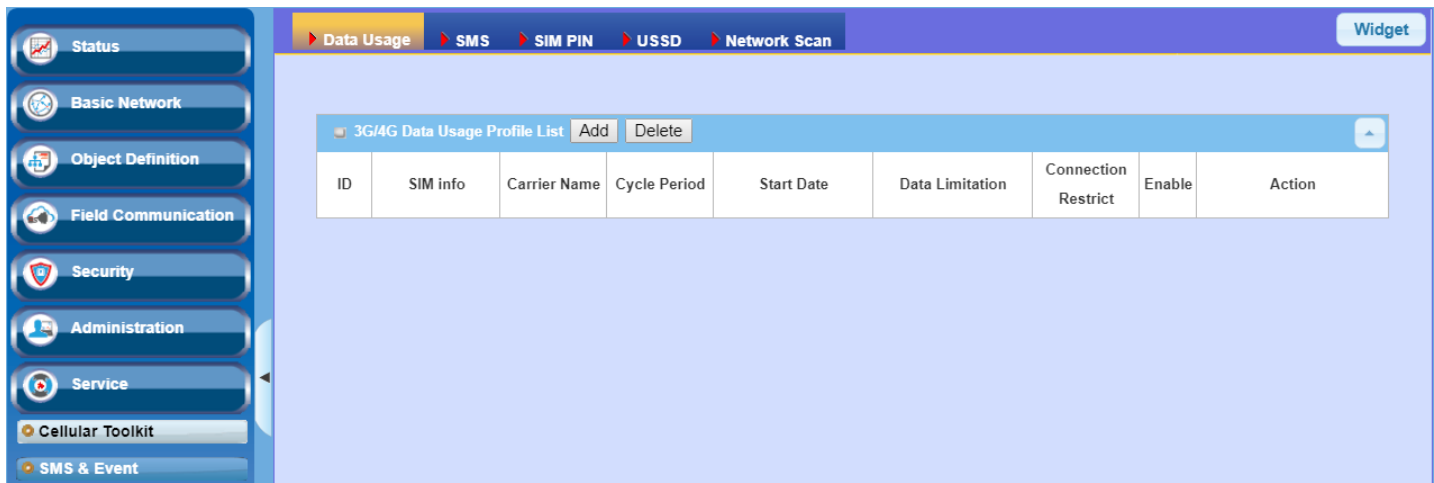 Status
Basic Network
Object Definition
Field Communication
Security
Administration
Service
Cellular Toolkit
SMS & Event
Data Usage SMS SIM PIN USSD Network Scan
Widget
3G/4G Data Usage Profile List Add Delete
ID SIM info Carrier Name Cycle Period Start Date Data Limitation Connection Restrict Enable Action